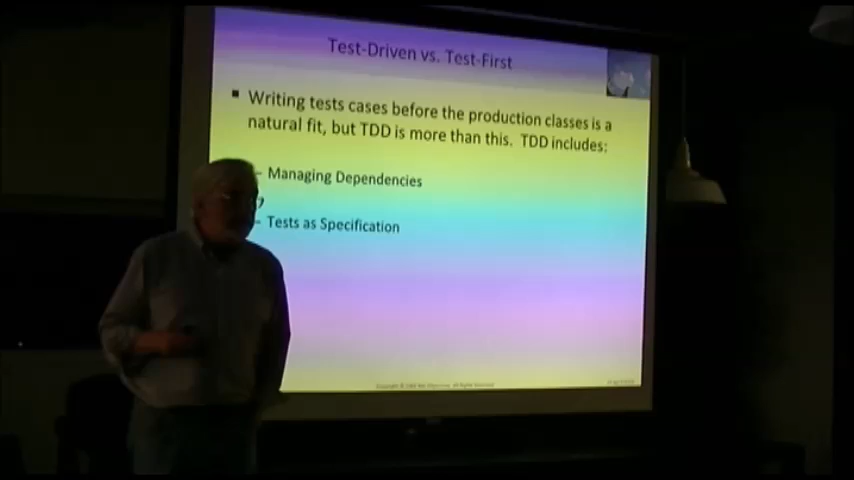 Test-Driven vs. Test-First
▪ Writing tests cases before the production classes is a
natural fit, but TDD is more than this. TDD includes:
– Managing Dependencies
– Tests as Specification